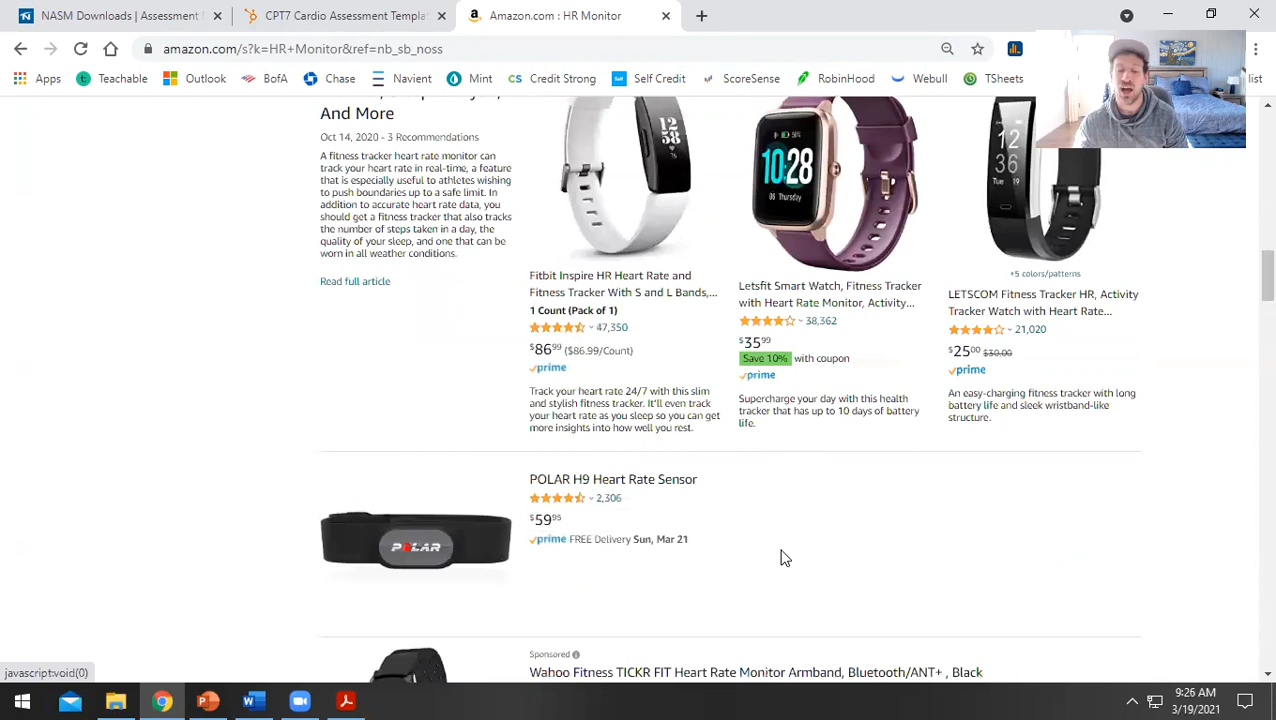 NASM Downloads | Assessment F
CPT7 Cardio Assessment Templat
Amazon.com : HR Monitor
amazon.com/s?k=HR+Monitor&ref=nb_sb_noss
Apps
Teachable
Outlook
BofA
Chase
Navient
Mint
CS Credit Strong
Self Credit
ScoreSense
RobinHood
Webull
TSheets
list
And More
Oct 14, 2020 - 3 Recommendations
A fitness tracker heart rate monitor can
track your heart rate in real-time, a feature
that is especially useful to athletes wishing
to push boundaries up to a safe limit. In
addition to accurate heart rate data, you
should get a fitness tracker that also tracks
the number of steps taken in a day, the
quality of your sleep, and one that can be
worn in all weather conditions.
Read full article
12
58
Fitbit Inspire HR Heart Rate and
Fitness Tracker With S and L Bands,...
1 Count (Pack of 1)
47,350
$86.99 ($86.99/Count)
prime
Track your heart rate 24/7 with this slim
and stylish fitness tracker. It'll even track
your heart rate as you sleep so you can get
more insights into how well you rest.
10:28
06 Thursday
Letsfit Smart Watch, Fitness Tracker
with Heart Rate Monitor, Activity...
38,362
$35.99
Save 10% with coupon
prime
Supercharge your day with this health
tracker that has up to 10 days of battery
life.
12
36
Tue 19
+5 colors/patterns
LETSCOM Fitness Tracker HR, Activity
Tracker Watch with Heart Rate...
21,020
$25.00 $30.00
prime
An easy-charging fitness tracker with long
battery life and sleek wristband-like
structure.
POLAR
POLAR H9 Heart Rate Sensor
2,306
$59.95
prime FREE Delivery Sun, Mar 21
Sponsored
Wahoo Fitness TICKR FIT Heart Rate Monitor Armband, Bluetooth/ANT+ , Black
javascript:void(0)
9:26 AM
3/19/2021